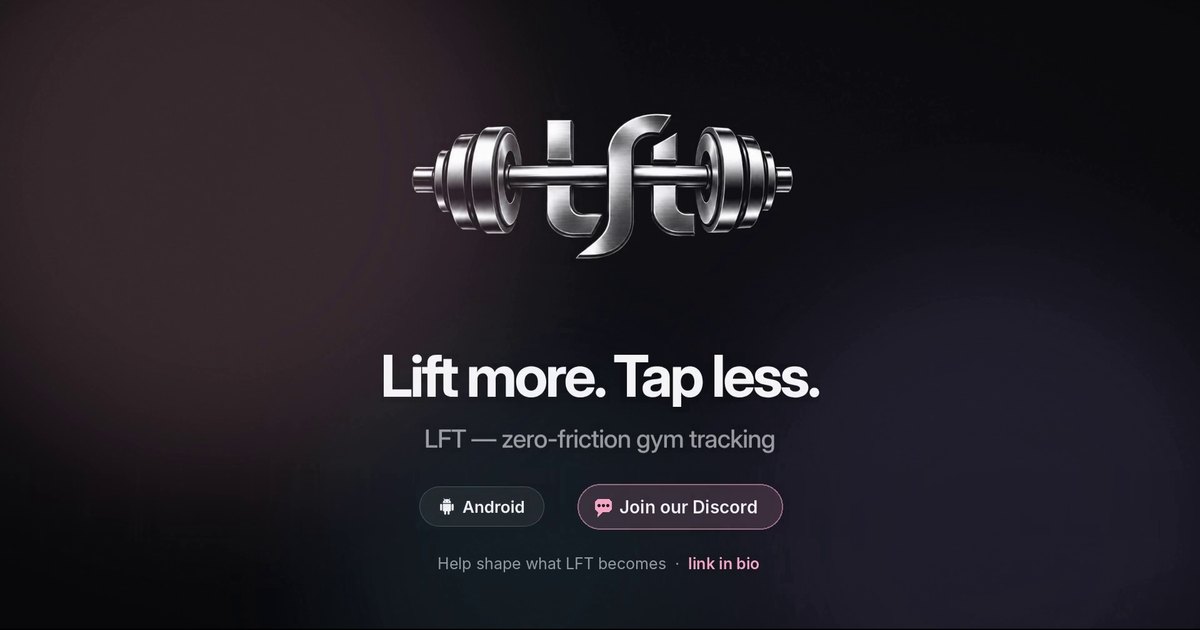 Lft
Lift more. Tap less.
LFT — zero-friction gym tracking
Android
Join our Discord
Help shape what LFT becomes · link in bio